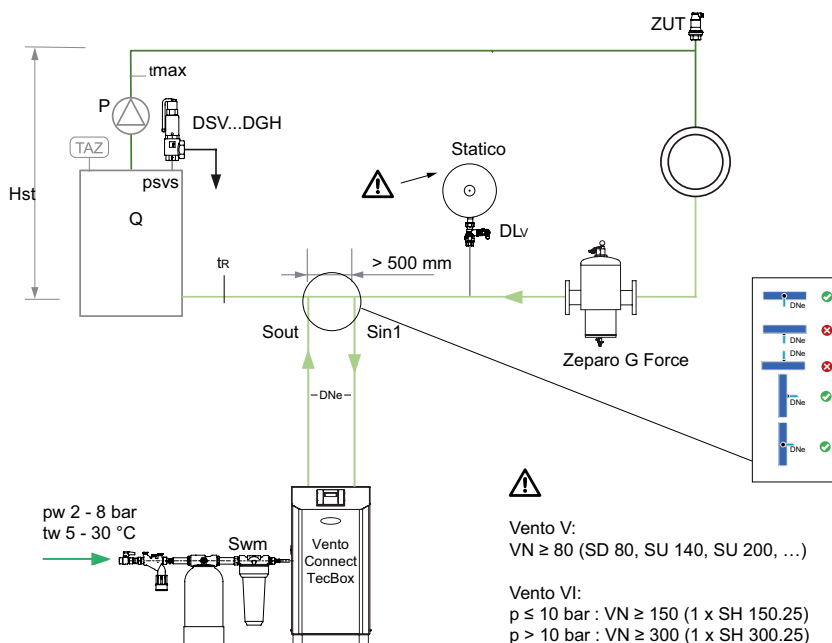 ZUT
tmax
P
DSV...DGH
TAZ
psvs
Statico
Hst
Q
DLV
tR
> 500 mm
DNe
DNe
DNe
DNe
DNe
Sout
Sin1
Zeparo G Force
DNe
pw 2 - 8 bar
tw 5 - 30 °C
Swm
Vento
Connect
TecBox
Vento V:
VN ≥ 80 (SD 80, SU 140, SU 200, …)
Vento VI:
p ≤ 10 bar : VN ≥ 150 (1 x SH 150.25)
p > 10 bar : VN ≥ 300 (1 x SH 300.25)